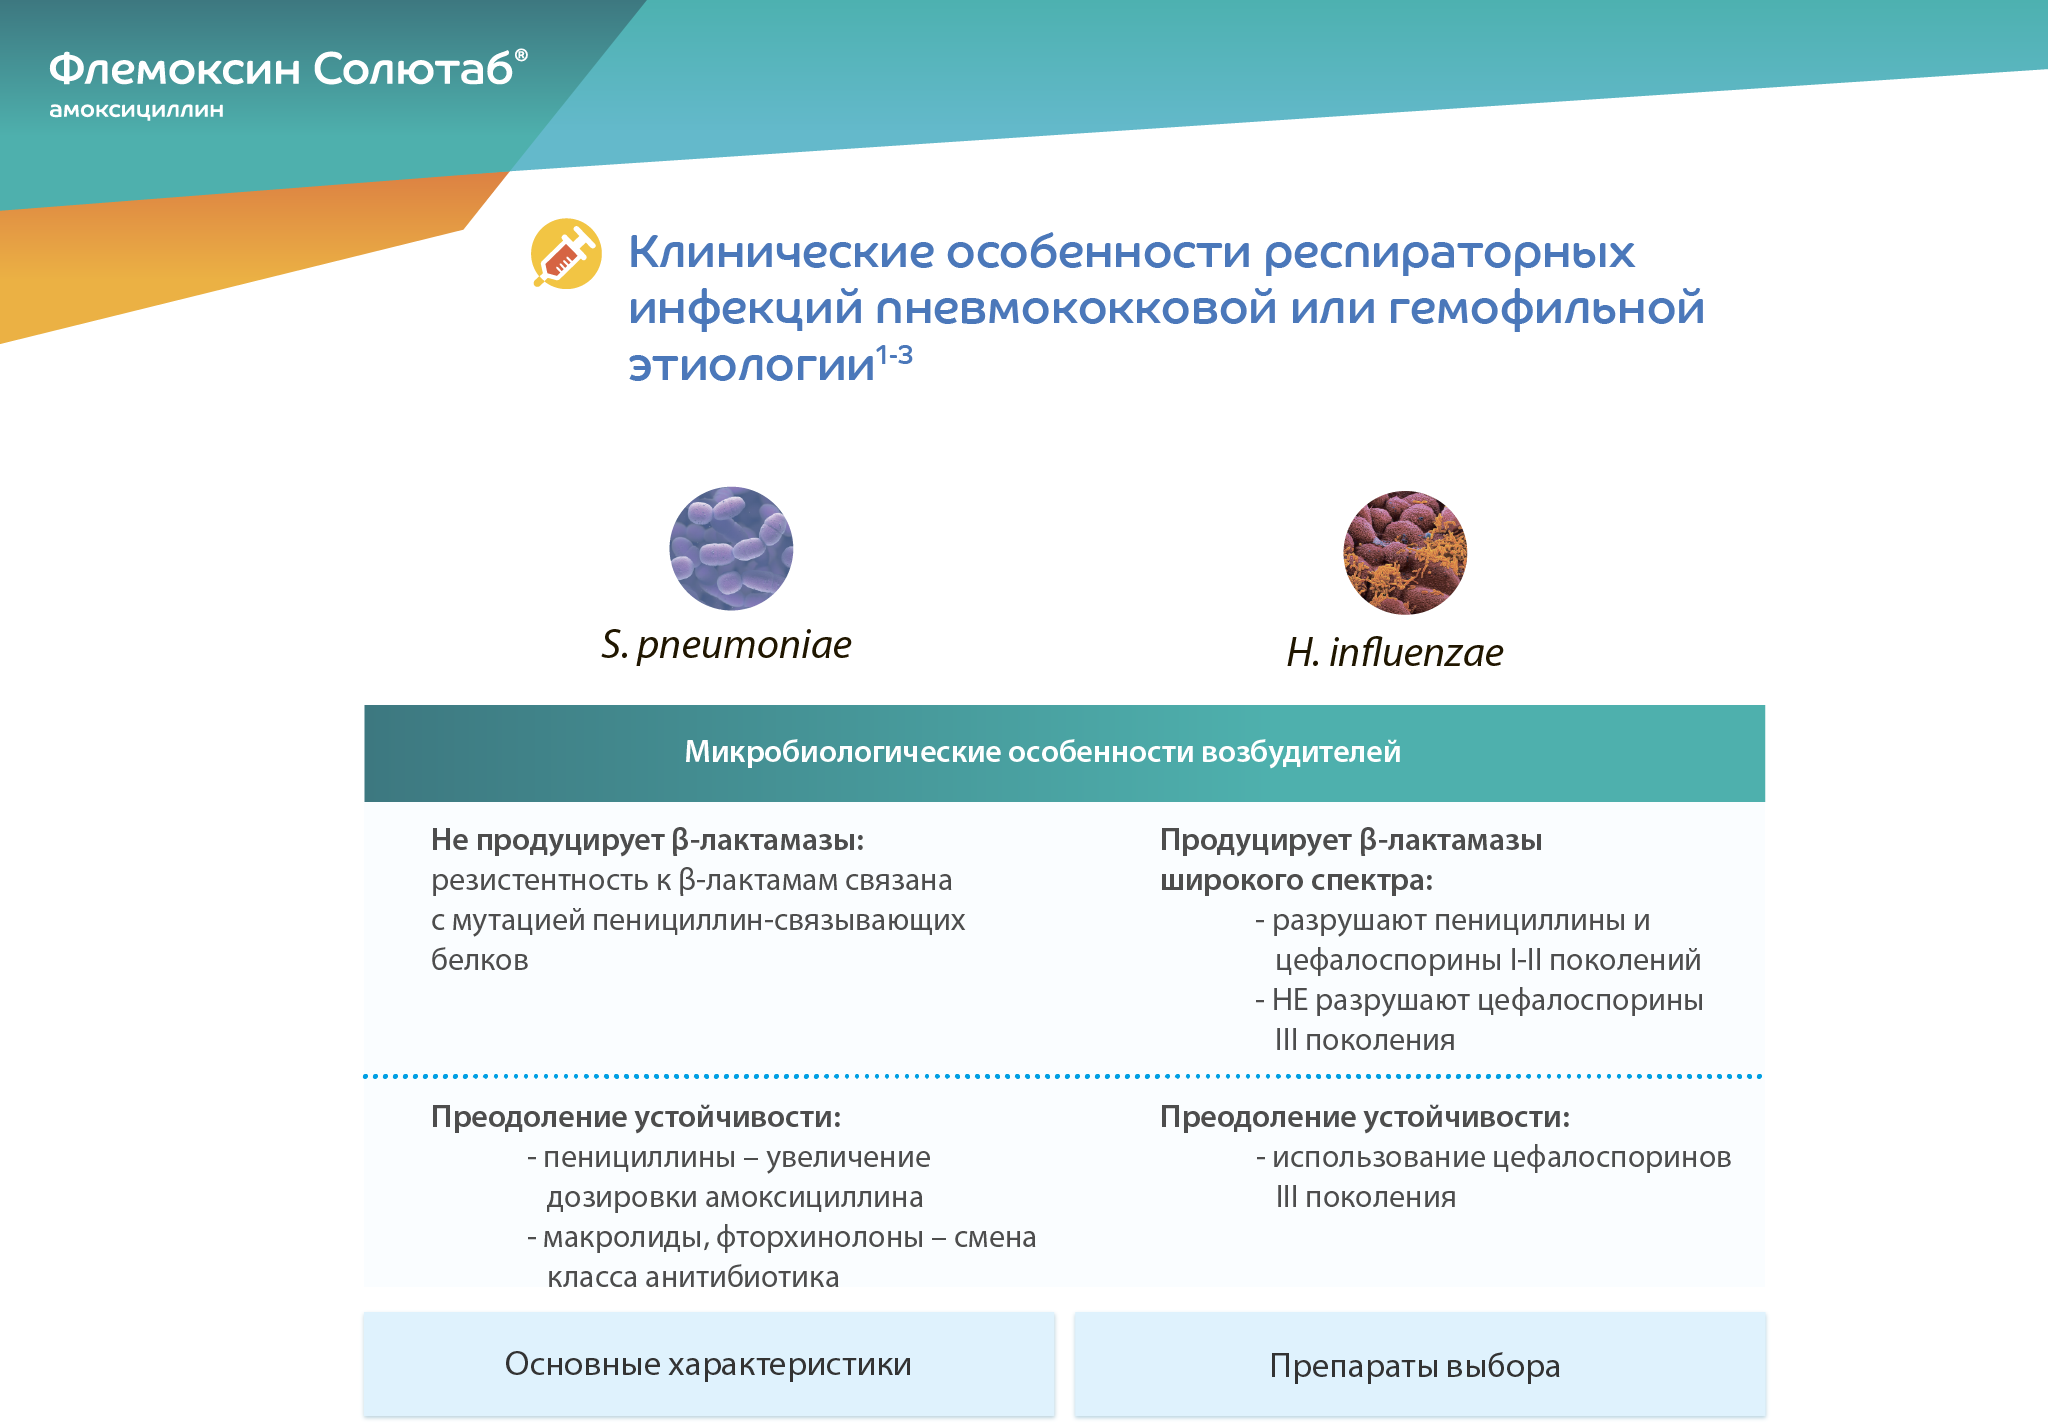 Флемоксин Солютаб®
амоксициллин
Клинические особенности респираторных
инфекций пневмококковой или гемофильной
этиологии1-3
S. pneumoniae
H. influenzae
Микробиологические особенности возбудителей
Не продуцирует β-лактамазы:
резистентность к β-лактамам связана
с мутацией пенициллин-связывающих
белков
Продуцирует β-лактамазы
широкого спектра:
- разрушают пенициллины и
цефалоспорины I-II поколений
- НЕ разрушают цефалоспорины
III поколения
Преодоление устойчивости:
- пенициллины – увеличение
дозировки амоксициллина
- макролиды, фторхинолоны – смена
класса анитибиотика
Преодоление устойчивости:
- использование цефалоспоринов
III поколения
Основные характеристики
Препараты выбора